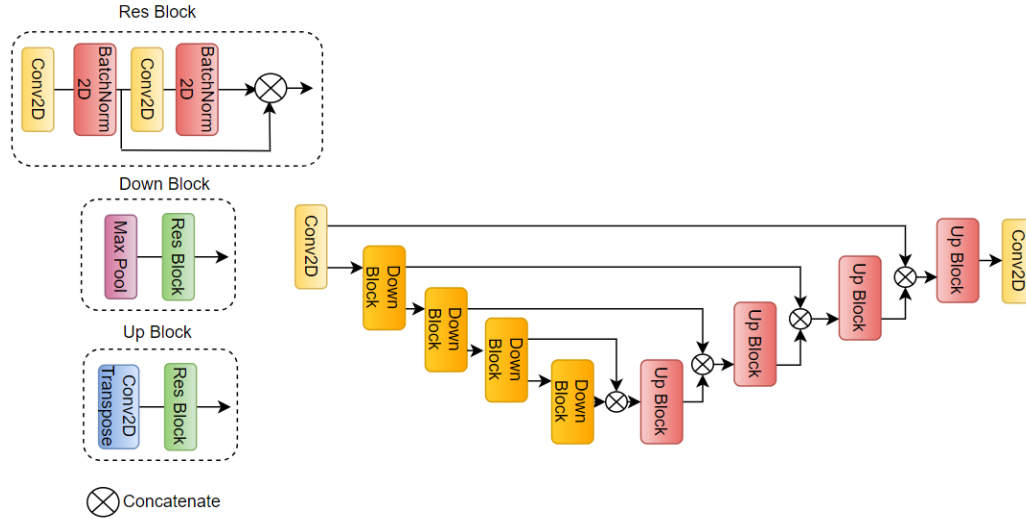 Res Block
Conv2D
BatchNorm
2D
Conv2D
BatchNorm
2D
Down Block
Max Pool
Res Block
Up Block
Conv2D
Transpose
Res Block
Concatenate
Conv2D
Down
Block
Down
Block
Down
Block
Down
Block
Up Block
Up Block
Up Block
Up Block
Conv2D